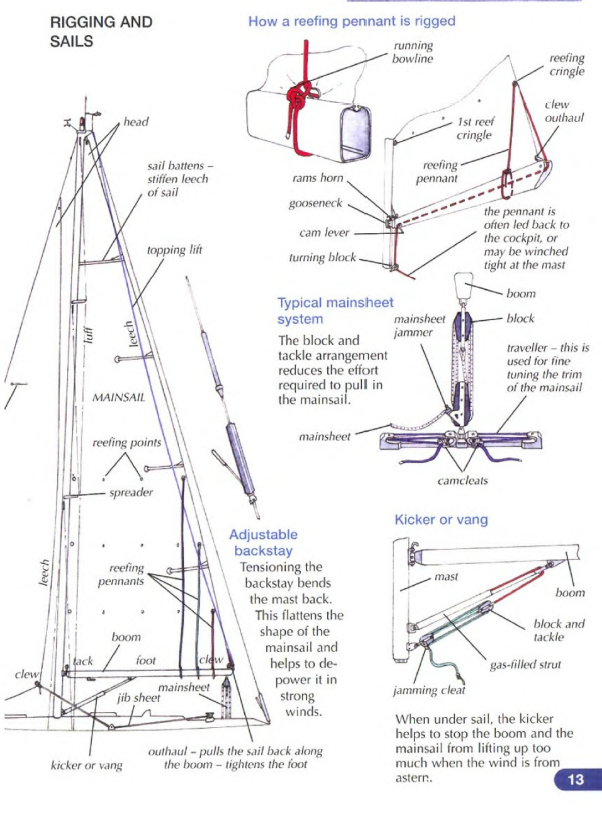 RIGGING AND
SAILS
How a reefing pennant is rigged
running
bowline
reefing
cringle
clew
outhaul
1st reef
cringle
reefing
pennant
rams horn
gooseneck
cam lever
turning block
the pennant is
often led back to
the cockpit, or
may be winched
tight at the mast
head
sail battens –
stiffen leech
of sail
topping lift
luff
leech
MAINSAIL
reefing points
spreader
leech
reefing
pennants
boom
tack
foot
clew
clew
jib sheet
mainsheet
kicker or vang
outhaul – pulls the sail back along
the boom – tightens the foot
Adjustable
backstay
Tensioning the
backstay bends
the mast back.
This flattens the
shape of the
mainsail and
helps to de-
power it in
strong
winds.
Typical mainsheet
system
The block and
tackle arrangement
reduces the effort
required to pull in
the mainsail.
mainsheet
jammer
boom
block
traveller – this is
used for fine
tuning the trim
of the mainsail
mainsheet
camcleats
Kicker or vang
mast
boom
block and
tackle
gas-filled strut
jamming cleat
When under sail, the kicker
helps to stop the boom and the
mainsail from lifting up too
much when the wind is from
astern.
13